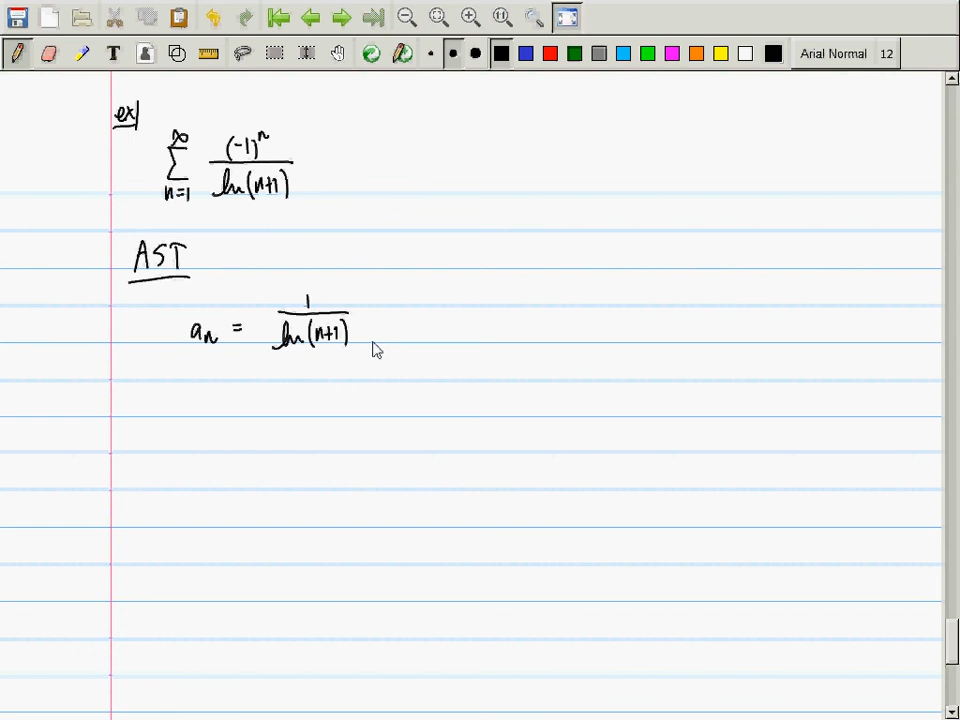 Arial Normal 12
ex
∞
(-1)^n
Σ
n=1
ln(n+1)
AST
1
a_n =
ln(n+1)